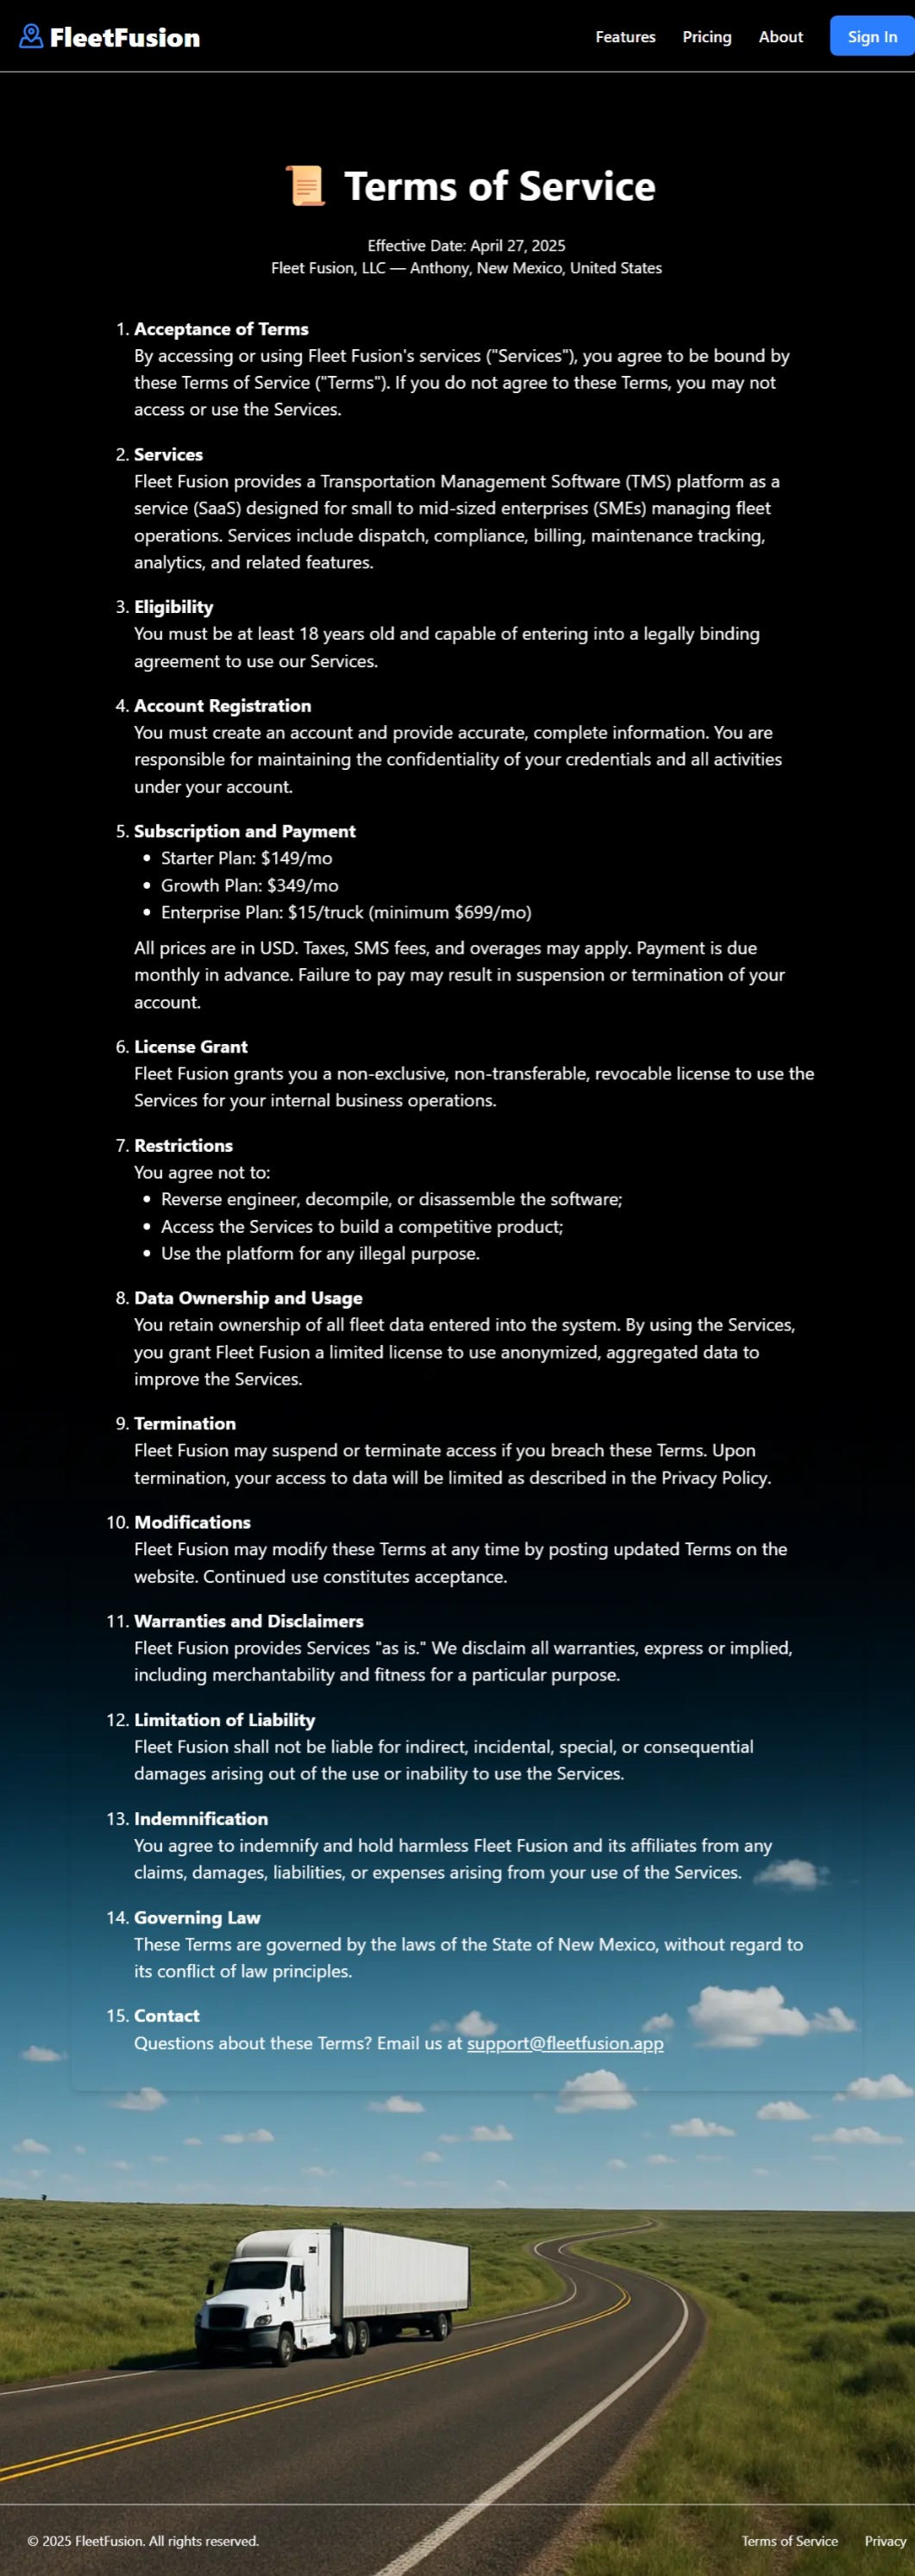 FleetFusion
Features Pricing About Sign In
Terms of Service
Effective Date: April 27, 2025
Fleet Fusion, LLC — Anthony, New Mexico, United States
1. Acceptance of Terms
By accessing or using Fleet Fusion's services ("Services"), you agree to be bound by
these Terms of Service ("Terms"). If you do not agree to these Terms, you may not
access or use the Services.
2. Services
Fleet Fusion provides a Transportation Management Software (TMS) platform as a
service (SaaS) designed for small to mid-sized enterprises (SMEs) managing fleet
operations. Services include dispatch, compliance, billing, maintenance tracking,
analytics, and related features.
3. Eligibility
You must be at least 18 years old and capable of entering into a legally binding
agreement to use our Services.
4. Account Registration
You must create an account and provide accurate, complete information. You are
responsible for maintaining the confidentiality of your credentials and all activities
under your account.
5. Subscription and Payment
• Starter Plan: $149/mo
• Growth Plan: $349/mo
• Enterprise Plan: $15/truck (minimum $699/mo)
All prices are in USD. Taxes, SMS fees, and overages may apply. Payment is due
monthly in advance. Failure to pay may result in suspension or termination of your
account.
6. License Grant
Fleet Fusion grants you a non-exclusive, non-transferable, revocable license to use the
Services for your internal business operations.
7. Restrictions
You agree not to:
• Reverse engineer, decompile, or disassemble the software;
• Access the Services to build a competitive product;
• Use the platform for any illegal purpose.
8. Data Ownership and Usage
You retain ownership of all fleet data entered into the system. By using the Services,
you grant Fleet Fusion a limited license to use anonymized, aggregated data to
improve the Services.
9. Termination
Fleet Fusion may suspend or terminate access if you breach these Terms. Upon
termination, your access to data will be limited as described in the Privacy Policy.
10. Modifications
Fleet Fusion may modify these Terms at any time by posting updated Terms on the
website. Continued use constitutes acceptance.
11. Warranties and Disclaimers
Fleet Fusion provides Services "as is." We disclaim all warranties, express or implied,
including merchantability and fitness for a particular purpose.
12. Limitation of Liability
Fleet Fusion shall not be liable for indirect, incidental, special, or consequential
damages arising out of the use or inability to use the Services.
13. Indemnification
You agree to indemnify and hold harmless Fleet Fusion and its affiliates from any
claims, damages, liabilities, or expenses arising from your use of the Services.
14. Governing Law
These Terms are governed by the laws of the State of New Mexico, without regard to
its conflict of law principles.
15. Contact
Questions about these Terms? Email us at support@fleetfusion.app
© 2025 FleetFusion. All rights reserved.
Terms of Service Privacy